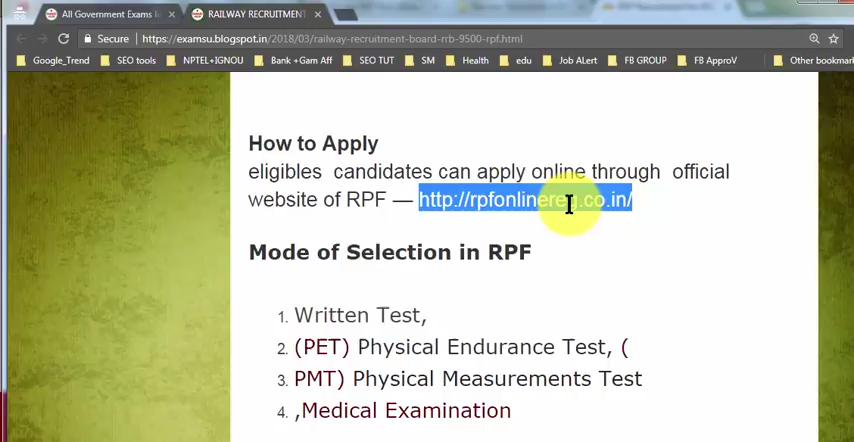 All Government Exams I
RAILWAY RECRUITMENT
Secure
https://examsu.blogspot.in/2018/03/railway-recruitment-board-rrb-9500-rpf.html
Google_Trend
SEO tools
NPTEL+IGNOU
Bank +Gam Aff
SEO TUT
SM
Health
edu
Job ALert
FB GROUP
FB ApproV
Other bookmark
How to Apply
eligibles candidates can apply online through official
website of RPF — http://rpfonlinereg.co.in/
Mode of Selection in RPF
1. Written Test,
2. (PET) Physical Endurance Test, (
3. PMT) Physical Measurements Test
4. ,Medical Examination